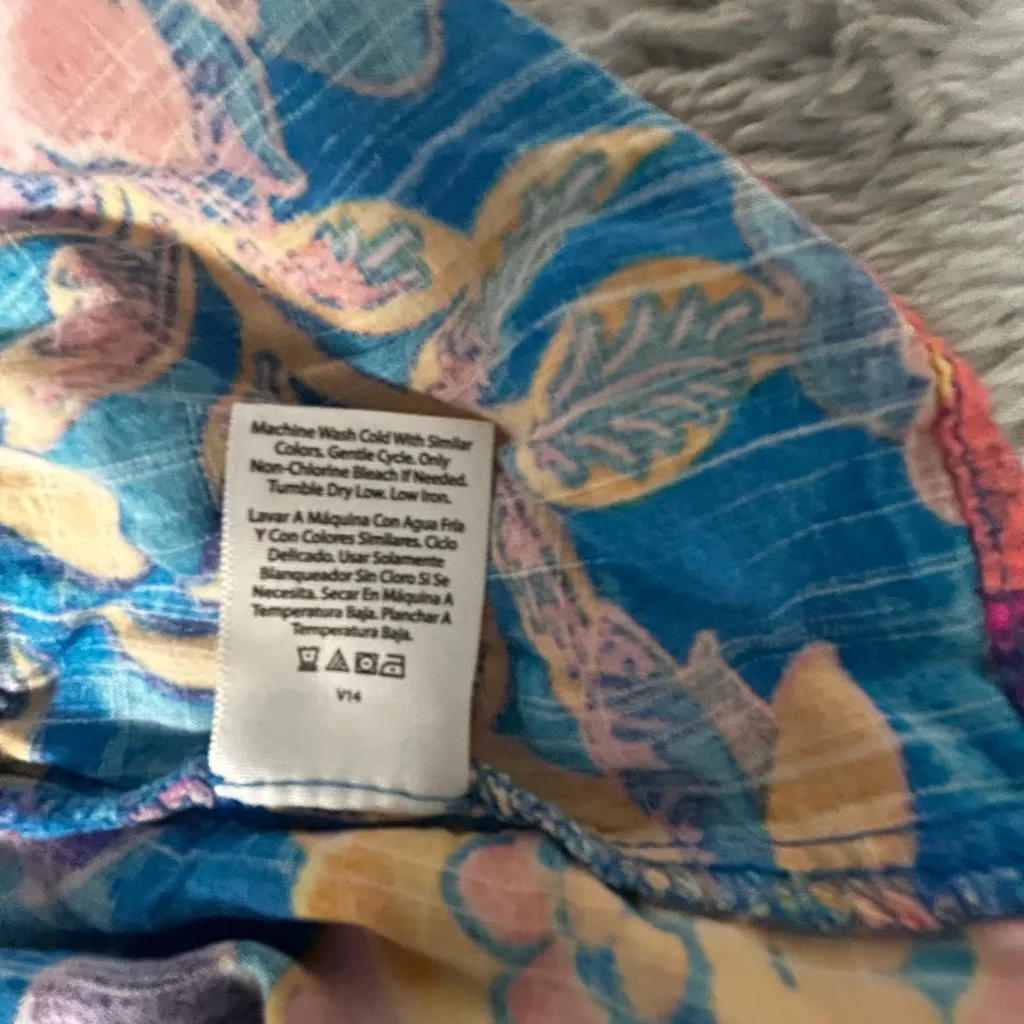 Machine Wash Cold With Similar
Colors. Gentle Cycle. Only
Non-Chlorine Bleach If Needed.
Tumble Dry Low. Low Iron.
Lavar A Máquina Con Agua Fría
Y Con Colores Similares. Ciclo
Delicado. Usar Solamente
Blanqueador Sin Cloro Si Se
Necesita. Secar En Máquina A
Temperatura Baja. Planchar A
Temperatura Baja.
V14